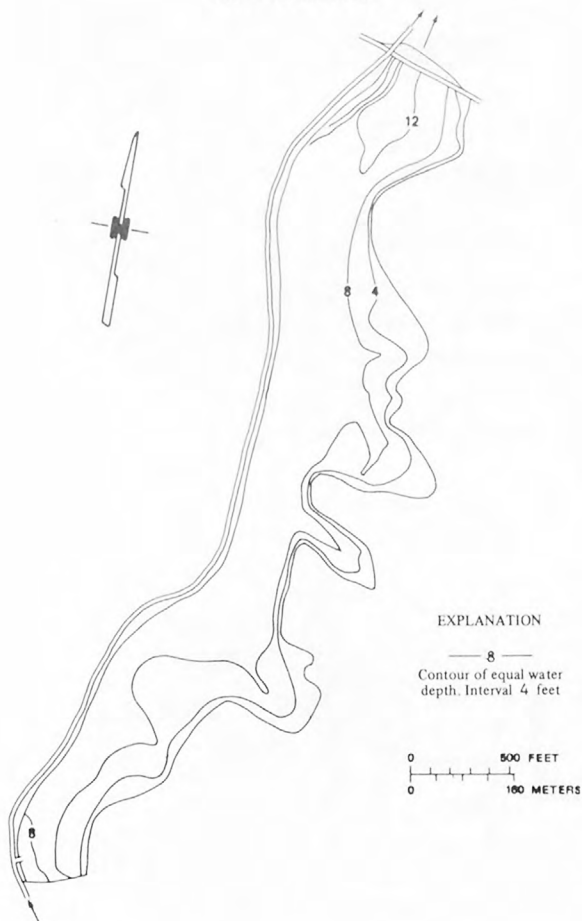 12
N
8 4
EXPLANATION
8
Contour of equal water
depth. Interval 4 feet
0 500 FEET
0 160 METERS
8